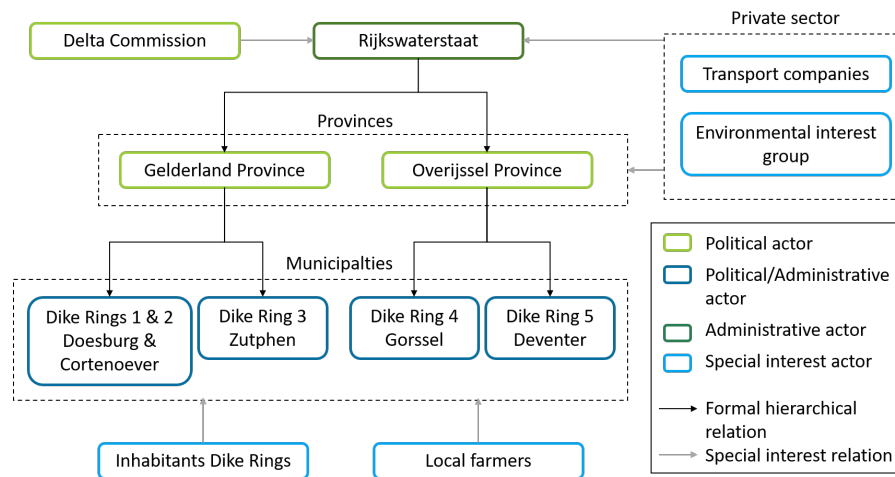 Private sector
Delta Commission
Rijkswaterstaat
Transport companies
Environmental interest
group
Provinces
Gelderland Province
Overijssel Province
Municipalties
Dike Rings 1 & 2
Doesburg &
Cortenoever
Dike Ring 3
Zutphen
Dike Ring 4
Gorssel
Dike Ring 5
Deventer
Inhabitants Dike Rings
Local farmers
Political actor
Political/Administrative
actor
Administrative actor
Special interest actor
Formal hierarchical
relation
Special interest relation